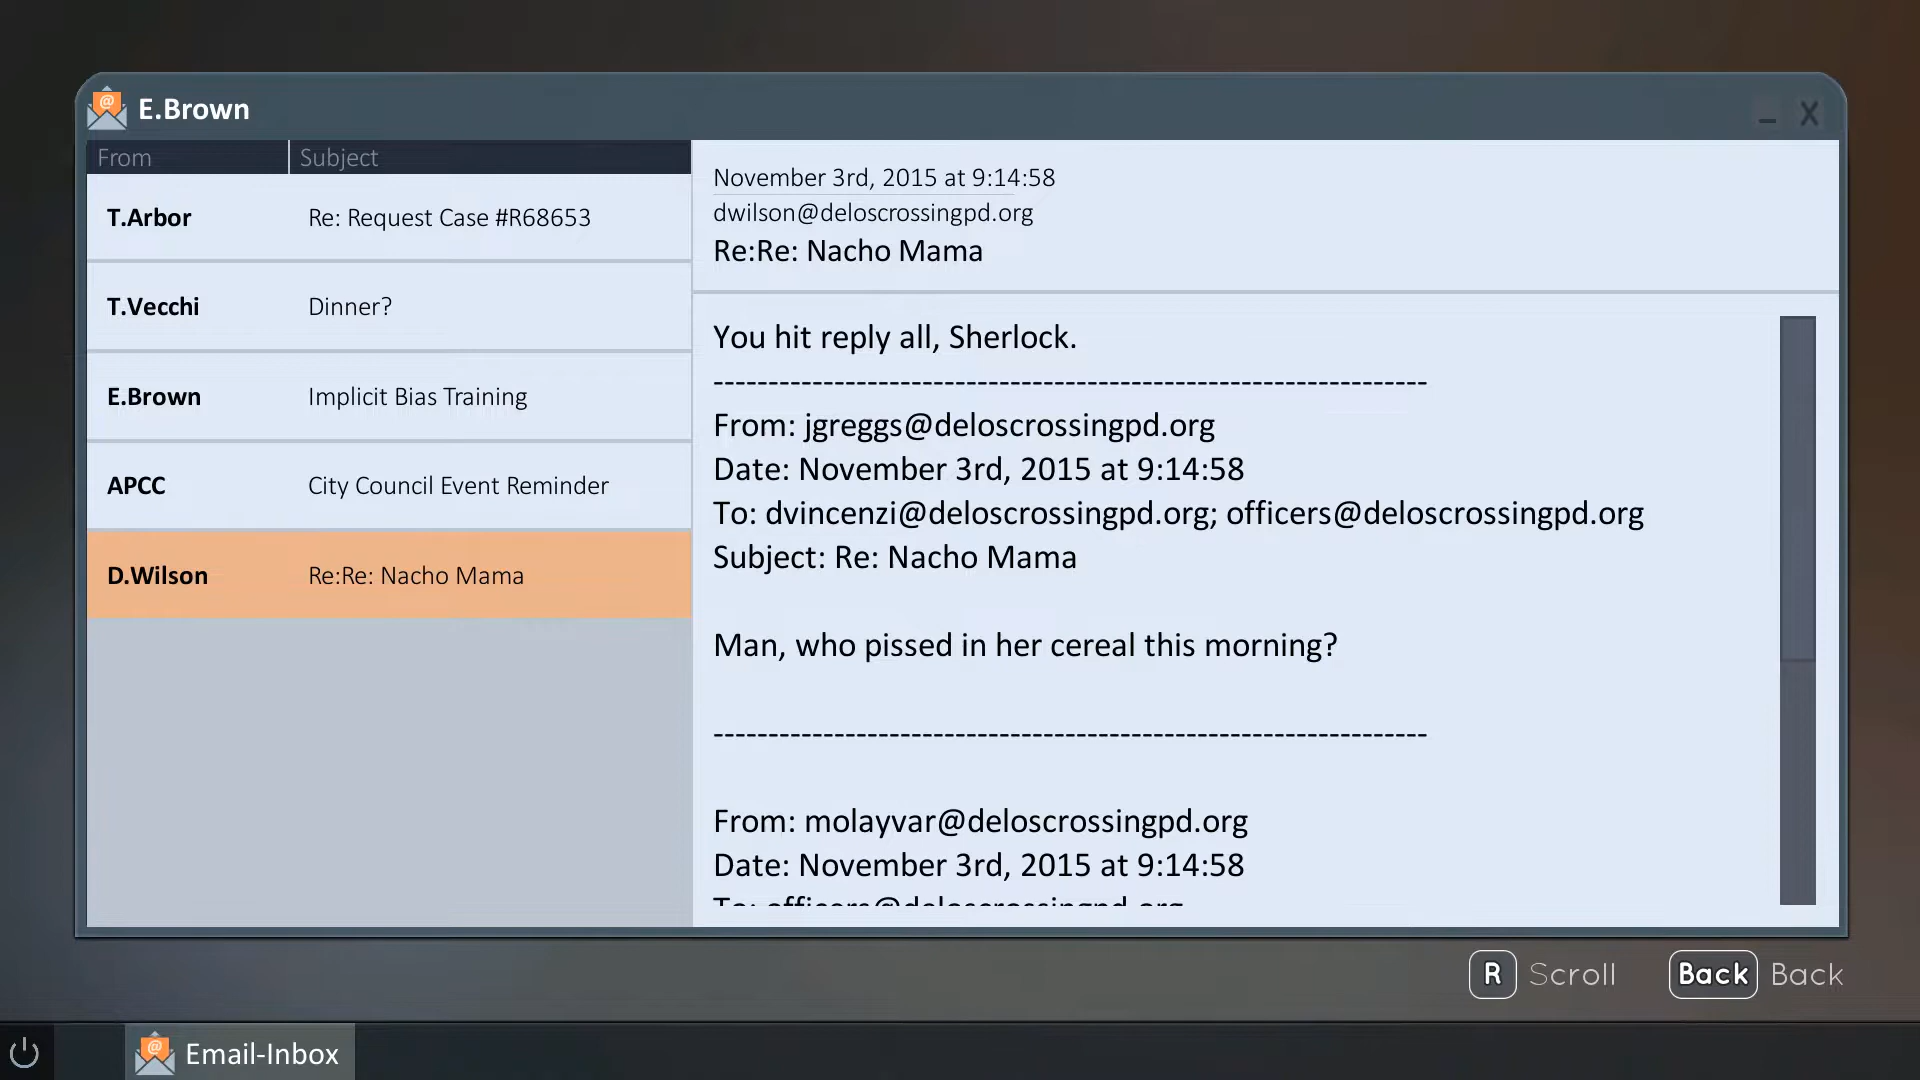 E.Brown
_ X
From Subject
T.Arbor Re: Request Case #R68653
T.Vecchi Dinner?
E.Brown Implicit Bias Training
APCC City Council Event Reminder
D.Wilson Re:Re: Nacho Mama
November 3rd, 2015 at 9:14:58
dwilson@deloscrossingpd.org
Re:Re: Nacho Mama
You hit reply all, Sherlock.
-----------------------------------------------------------------
From: jgreggs@deloscrossingpd.org
Date: November 3rd, 2015 at 9:14:58
To: dvincenzi@deloscrossingpd.org; officers@deloscrossingpd.org
Subject: Re: Nacho Mama
Man, who pissed in her cereal this morning?
-----------------------------------------------------------------
From: molayvar@deloscrossingpd.org
Date: November 3rd, 2015 at 9:14:58
To: officers@deloscrossingpd.org
R Scroll Back Back
Email-Inbox